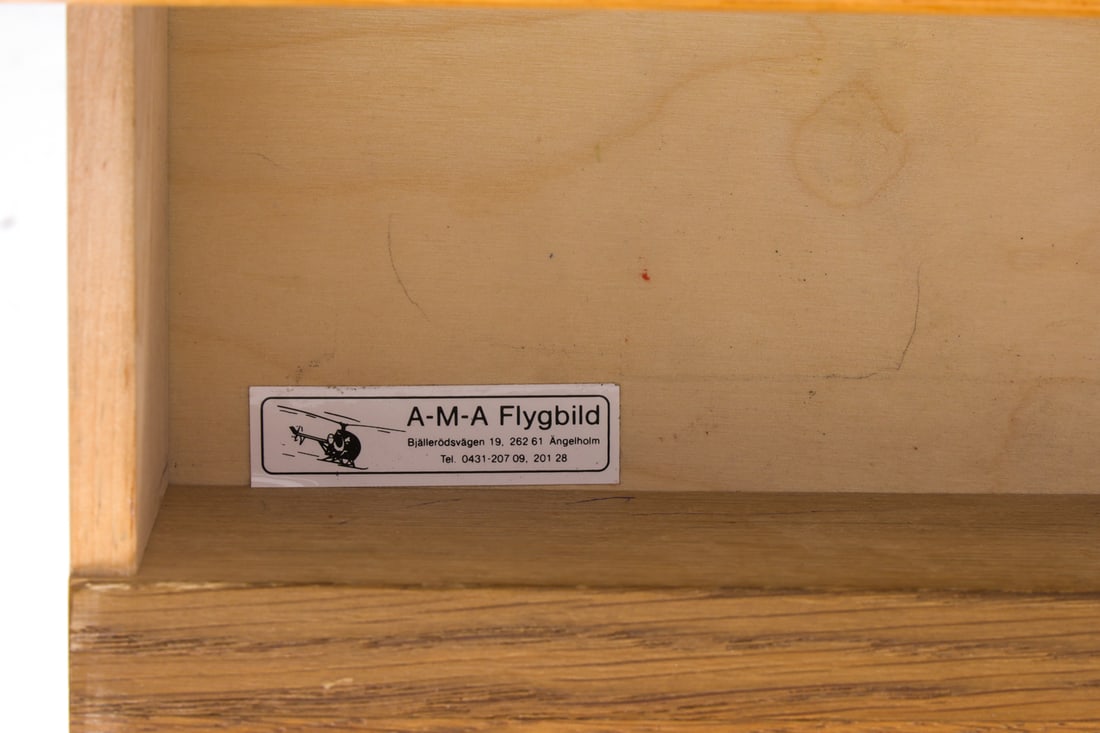 A-M-A Flygbild
Bjällerödsvägen 19, 262 61 Ängelholm
Tel. 0431-207 09, 201 28